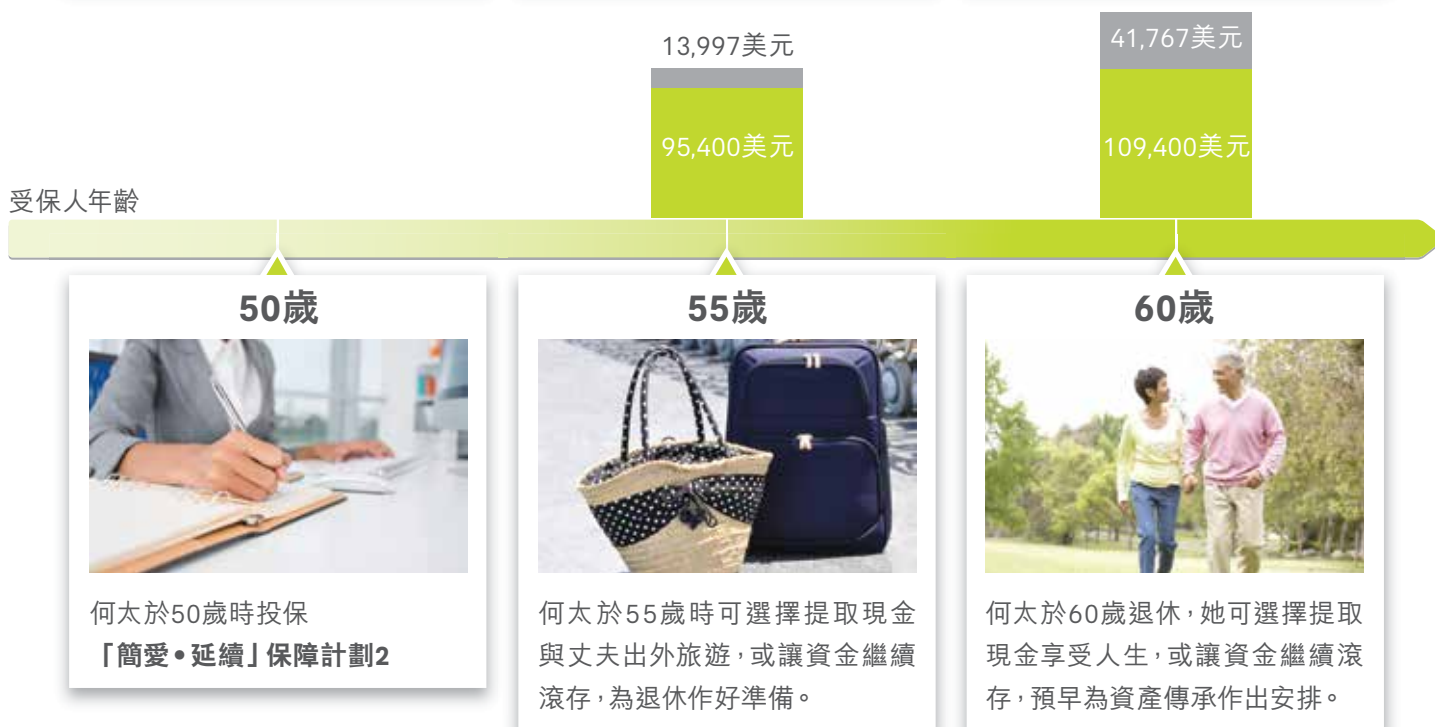 13,997美元
41,767美元
95,400美元
109,400美元
受保人年齡
50歲
何太於50歲時投保
「簡愛•延續」保障計劃2
55歲
何太於55歲時可選擇提取現金
與丈夫出外旅遊，或讓資金繼續
滾存，為退休作好準備。
60歲
何太於60歲退休，她可選擇提取
現金享受人生，或讓資金繼續滾
存，預早為資產傳承作出安排。